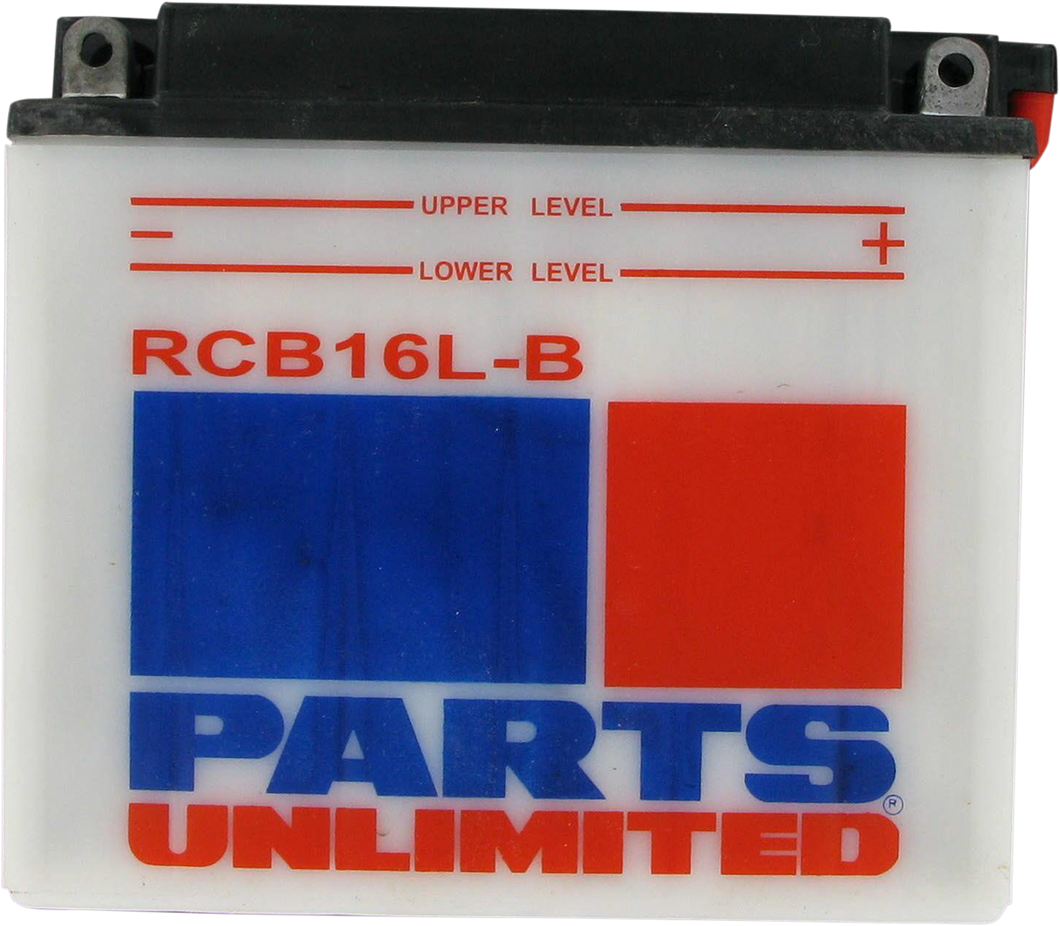 UPPER LEVEL
− +
LOWER LEVEL
RCB16L-B
PARTS
UNLIMITED®